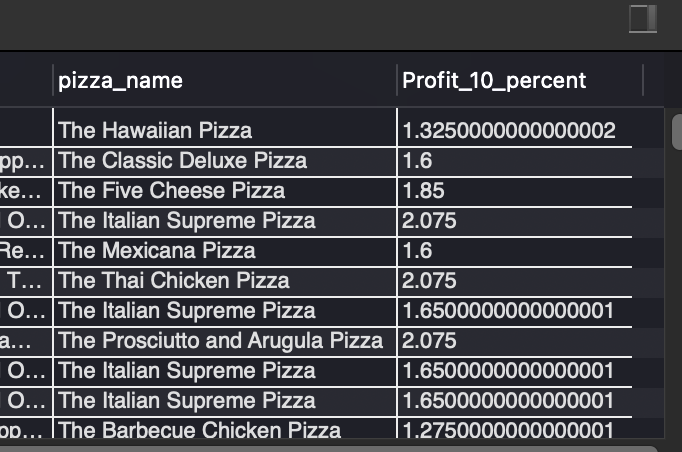 pizza_name Profit_10_percent
The Hawaiian Pizza 1.3250000000000002
pp... The Classic Deluxe Pizza 1.6
ke... The Five Cheese Pizza 1.85
l O... The Italian Supreme Pizza 2.075
Re... The Mexicana Pizza 1.6
T... The Thai Chicken Pizza 2.075
l O... The Italian Supreme Pizza 1.6500000000000001
a... The Prosciutto and Arugula Pizza 2.075
l O... The Italian Supreme Pizza 1.6500000000000001
l O... The Italian Supreme Pizza 1.6500000000000001
op... The Barbecue Chicken Pizza 1.2750000000000001